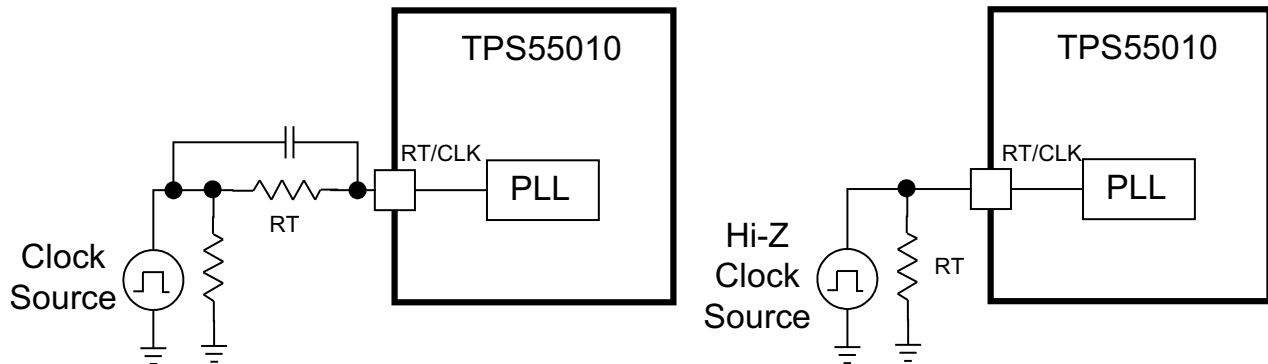 TPS55010
RT/CLK
PLL
RT
Clock
Source
TPS55010
RT/CLK
PLL
Hi-Z
Clock
Source
RT